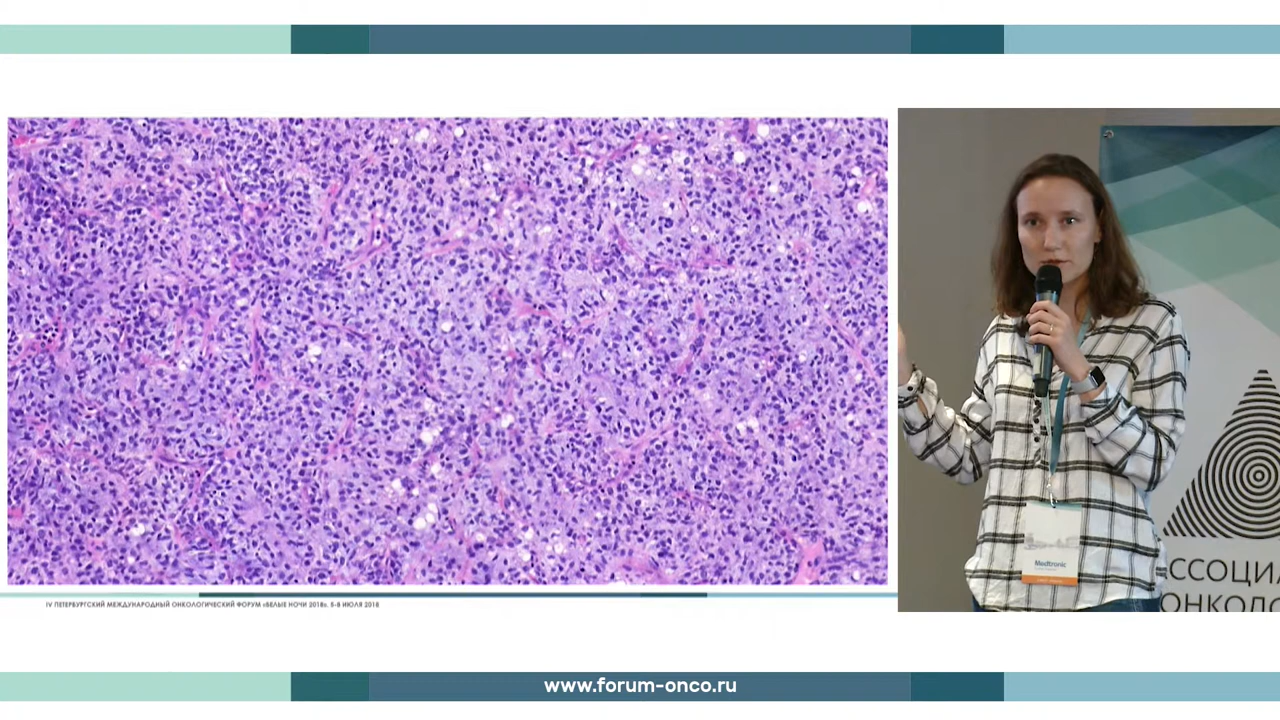 IV ПЕТЕРБУРГСКИЙ МЕЖДУНАРОДНЫЙ ОНКОЛОГИЧЕСКИЙ ФОРУМ «БЕЛЫЕ НОЧИ 2018». 5-8 ИЮЛЯ 2018
Medtronic
ССОЦИА
ОНКОЛО
www.forum-onco.ru